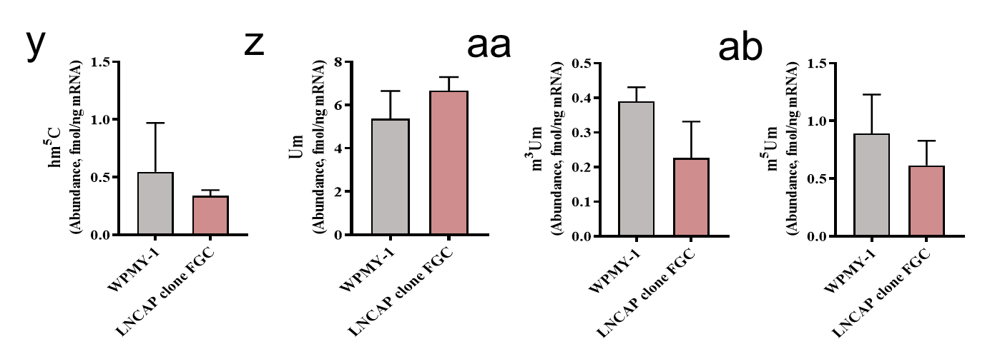 y
hm⁵C
(Abundance, fmol/ng mRNA)
1.5
1.0
0.5
0.0
WPMY-1
LNCAP clone FGC
z
Um
(Abundance, fmol/ng mRNA)
8
6
4
2
0
WPMY-1
LNCAP clone FGC
aa
m³Um
(Abundance, fmol/ng mRNA)
0.5
0.4
0.3
0.2
0.1
0.0
WPMY-1
LNCAP clone FGC
ab
m⁵Um
(Abundance, fmol/ng mRNA)
1.5
1.0
0.5
0.0
WPMY-1
LNCAP clone FGC